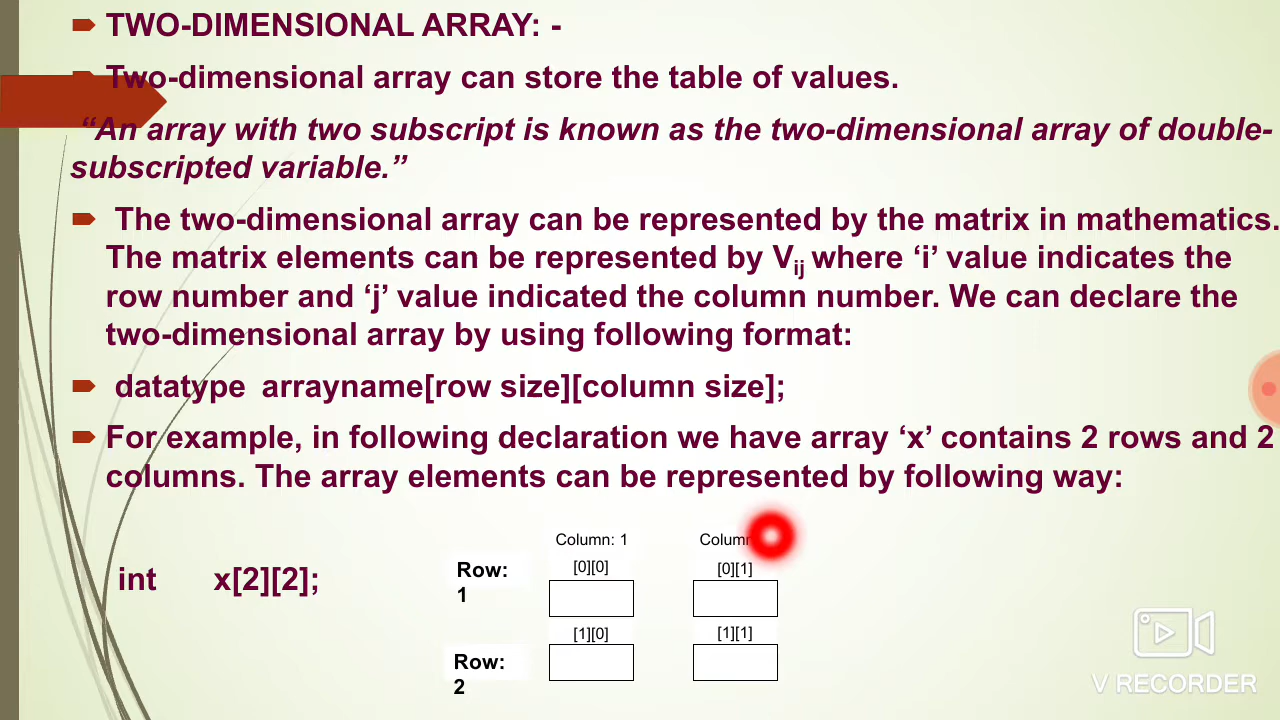 TWO-DIMENSIONAL ARRAY: -
Two-dimensional array can store the table of values.
“An array with two subscript is known as the two-dimensional array of double-
subscripted variable.”
The two-dimensional array can be represented by the matrix in mathematics.
The matrix elements can be represented by Vij where ‘i’ value indicates the
row number and ‘j’ value indicated the column number. We can declare the
two-dimensional array by using following format:
datatype arrayname[row size][column size];
For example, in following declaration we have array ‘x’ contains 2 rows and 2
columns. The array elements can be represented by following way:
int x[2][2];
Column: 1
[0][0]
[0][1]
Row:
1
[1][0]
[1][1]
Row:
2
V RECORDER